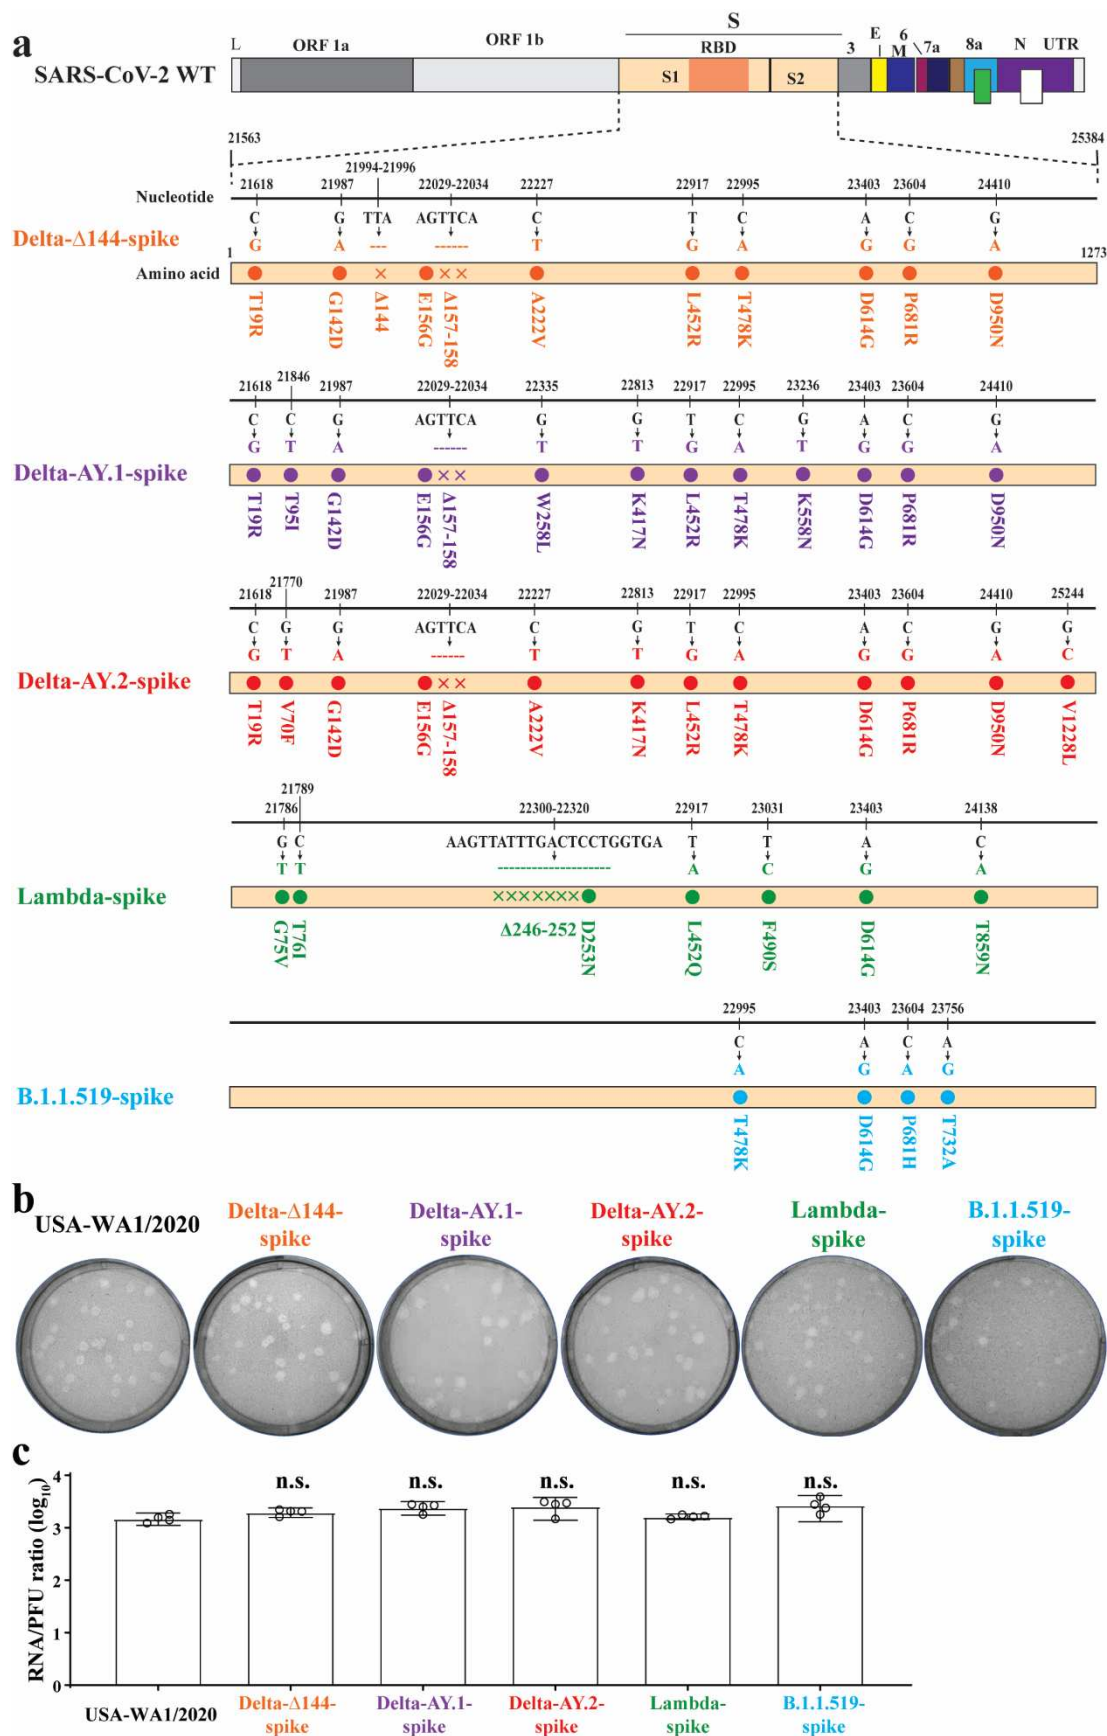 a
S
E 6
L ORF 1a ORF 1b RBD 3 M 7a 8a N UTR
SARS-CoV-2 WT S1 S2
21563 25384
21994-21996
21618 21987 22029-22034 22227 22917 22995 23403 23604 24410
Nucleotide
C G TTA AGTTCA C T C A C G
Delta-Δ144-spike
G A --- ------ T G A G G A
1 1273
Amino acid × × ×
T19R G142D Δ144 E156G Δ157-158 A222V L452R T478K D614G P681R D950N
21846
21618 21987 22029-22034 22335 22813 22917 22995 23236 23403 23604 24410
C C G AGTTCA G G T C G A C G
G T A ------ T T G A T G G A
Delta-AY.1-spike × ×
T19R T95I G142D E156G Δ157-158 W258L K417N L452R T478K K558N D614G P681R D950N
21770
21618 21987 22029-22034 22227 22813 22917 22995 23403 23604 24410 25244
C G G AGTTCA C G T C A C G G
G T A ------ T T G A G G A C
Delta-AY.2-spike × ×
T19R V70F G142D E156G Δ157-158 A222V K417N L452R T478K D614G P681R D950N V1228L
21789
21786 22300-22320 22917 23031 23403 24138
G C AAGTTATTTGACTCCTGGTGA T T A C
T T --------------------- A C G A
Lambda-spike ×××××××
G75V T76I Δ246-252 D253N L452Q F490S D614G T859N
22995 23403 23604 23756
C A C A
A G A G
B.1.1.519-spike
T478K D614G P681H T732A
b
USA-WA1/2020 Delta-Δ144-spike Delta-AY.1-spike Delta-AY.2-spike Lambda-spike B.1.1.519-spike
c
RNA/PFU ratio (log10)
4
3
2
1
0
n.s. n.s. n.s. n.s. n.s.
USA-WA1/2020 Delta-Δ144-spike Delta-AY.1-spike Delta-AY.2-spike Lambda-spike B.1.1.519-spike